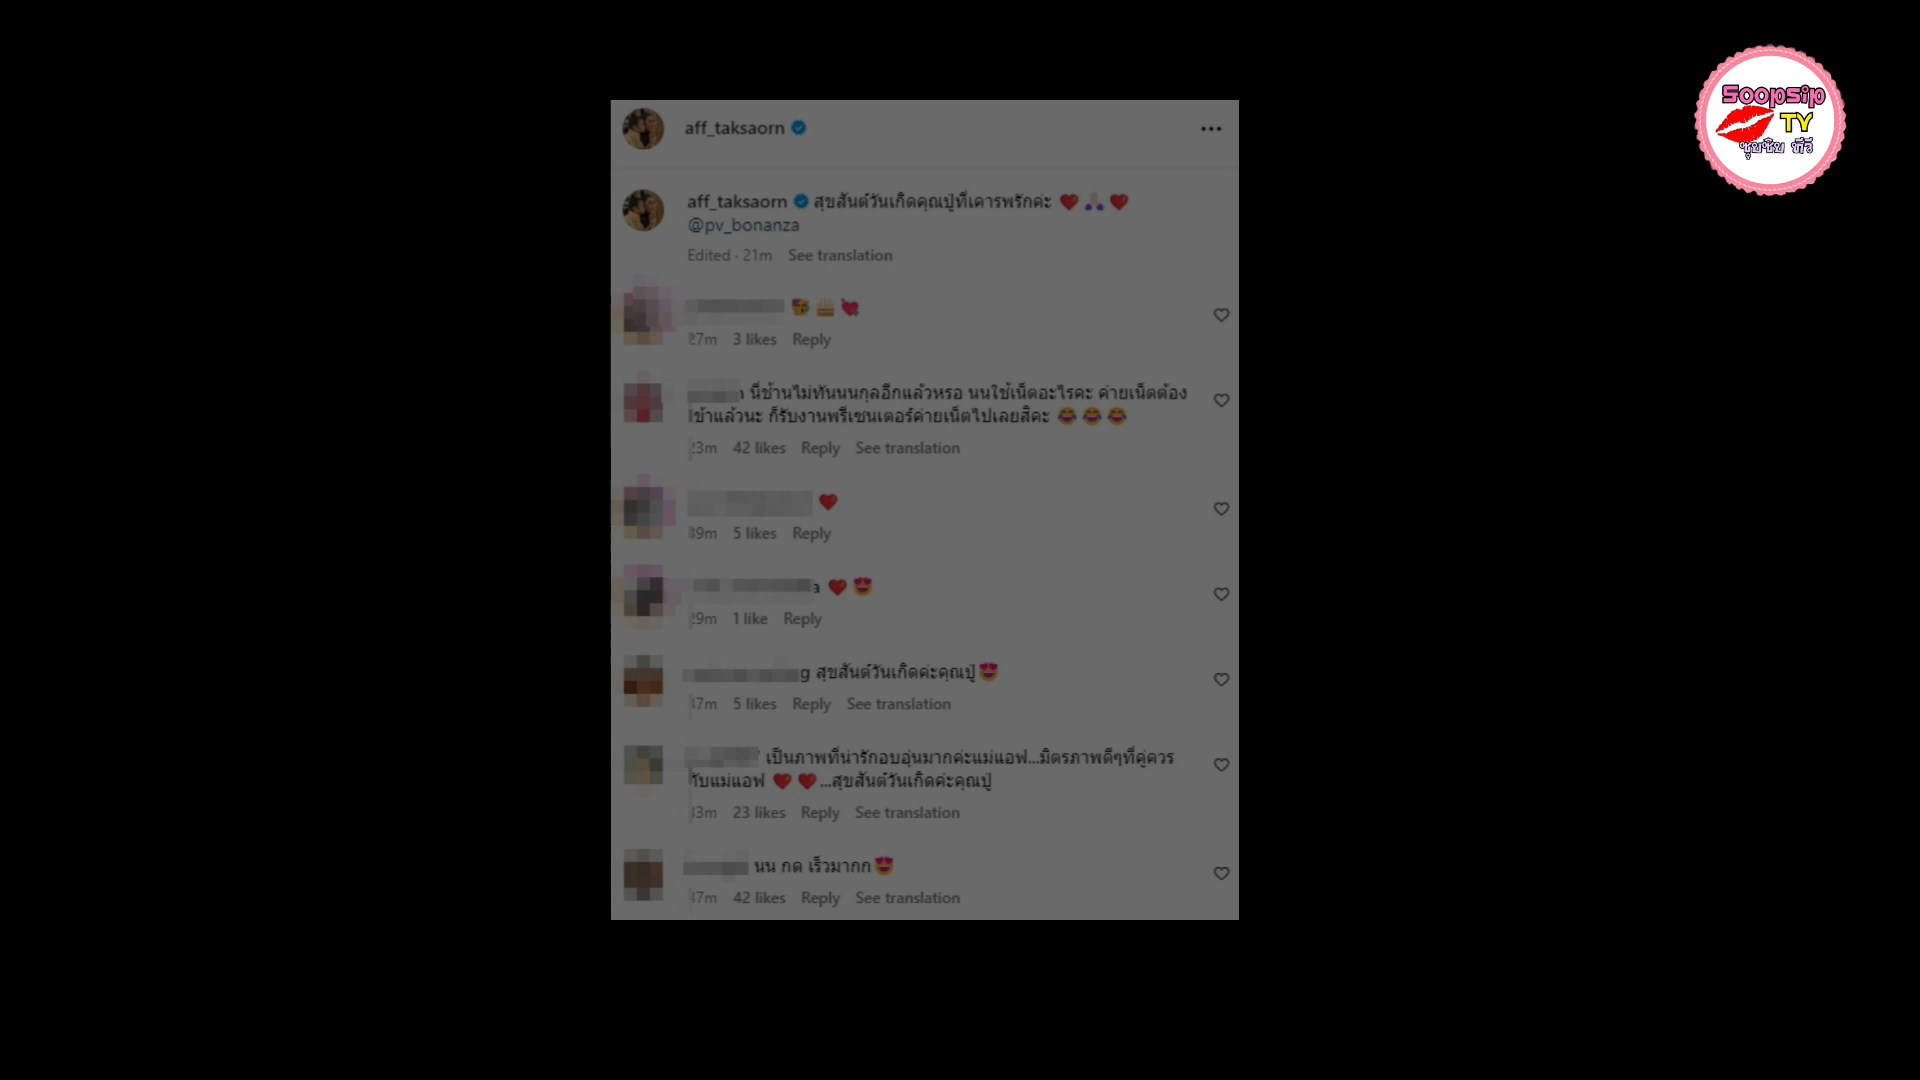 Soopsip
TV
ซุบซิบ ทีวี
aff_taksaorn
aff_taksaorn สุขสันต์วันเกิดคุณปู่ที่เคารพรักค่ะ ❤️🙏🏻❤️
@pv_bonanza
Edited · 21m See translation
🥳🎂💘
27m 3 likes Reply
นี่ข้านไม่ทันนนกุลอีกแล้วหรอ นนใช้เน็ตอะไรคะ ค่ายเน็ตต้อง
เข้าแล้วนะ ก็รับงานพรีเซนเตอร์ค่ายเน็ตไปเลยสิคะ 😂😂😂
23m 42 likes Reply See translation
❤️
39m 5 likes Reply
a ❤️😍
29m 1 like Reply
g สุขสันต์วันเกิดค่ะคุณปู่😍
37m 5 likes Reply See translation
เป็นภาพที่น่ารักอบอุ่นมากค่ะแม่แอฟ...มิตรภาพดีๆที่คู่ควร
กับแม่แอฟ ❤️❤️...สุขสันต์วันเกิดค่ะคุณปู่
33m 23 likes Reply See translation
นน กด เร็วมากก😍
37m 42 likes Reply See translation